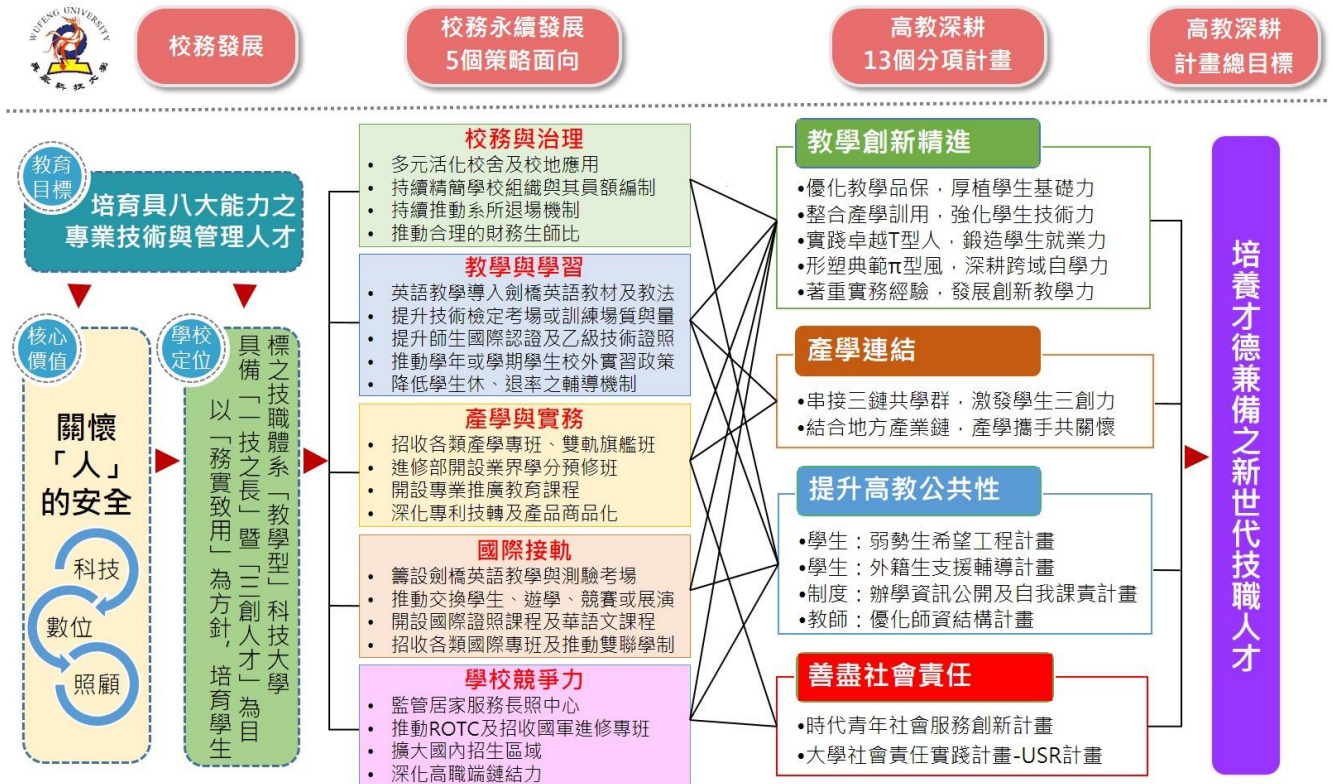 WUFENG UNIVERSITY
吳鳳科技大學
校務發展
校務永續發展
5個策略面向
高教深耕
13個分項計畫
高教深耕
計畫總目標
教育
目標
培育具八大能力之
專業技術與管理人才
核心
價值
關懷
「人」
的安全
科技
數位
照顧
學校
定位
以「務實致用」為方針, 培育學生
具備「一技之長」暨「三創人才」為目
標之技職體系「教學型」科技大學
校務與治理
• 多元活化校舍及校地應用
• 持續精簡學校組織與其員額編制
• 持續推動系所退場機制
• 推動合理的財務生師比
教學與學習
• 英語教學導入劍橋英語教材及教法
• 提升技術檢定考場或訓練場質與量
• 提升師生國際認證及乙級技術證照
• 推動學年或學期學生校外實習政策
• 降低學生休、退率之輔導機制
產學與實務
• 招收各類產學專班、雙軌旗艦班
• 進修部開設業界學分預修班
• 開設專業推廣教育課程
• 深化專利技轉及產品商品化
國際接軌
• 籌設劍橋英語教學與測驗考場
• 推動交換學生、遊學、競賽或展演
• 開設國際證照課程及華語文課程
• 招收各類國際專班及推動雙聯學制
學校競爭力
• 監管居家服務長照中心
• 推動ROTC及招收國軍進修專班
• 擴大國內招生區域
• 深化高職端鏈結力
教學創新精進
•優化教學品保，厚植學生基礎力
•整合產學訓用，強化學生技術力
•實踐卓越T型人，鍛造學生就業力
•形塑典範π型風，深耕跨域自學力
•著重實務經驗，發展創新教學力
產學連結
•串接三鏈共學群，激發學生三創力
•結合地方產業鏈，產學攜手共關懷
提升高教公共性
•學生：弱勢生希望工程計畫
•學生：外籍生支援輔導計畫
•制度：辦學資訊公開及自我課責計畫
•教師：優化師資結構計畫
善盡社會責任
•時代青年社會服務創新計畫
•大學社會責任實踐計畫-USR計畫
培養才德兼備之新世代技職人才